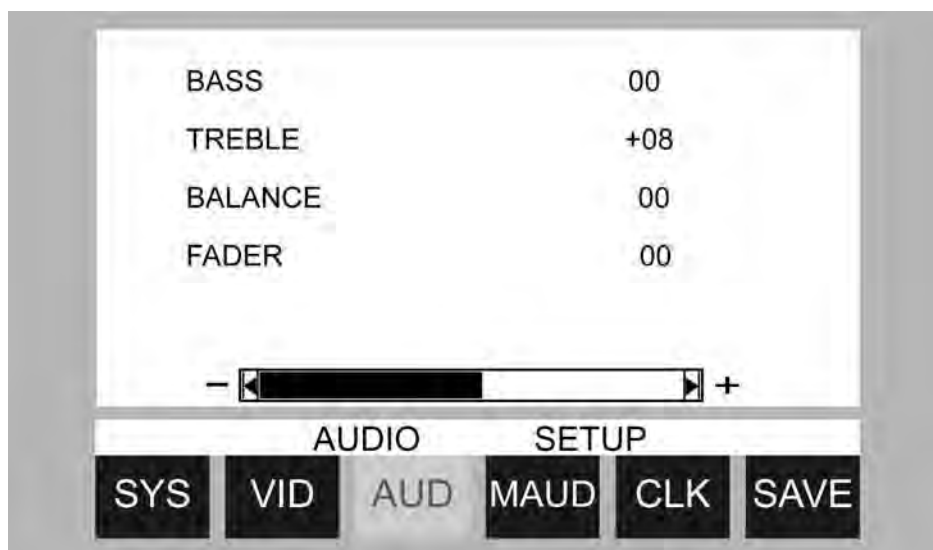 BASS 00
TREBLE +08
BALANCE 00
FADER 00
- +
AUDIO SETUP
SYS VID AUD MAUD CLK SAVE